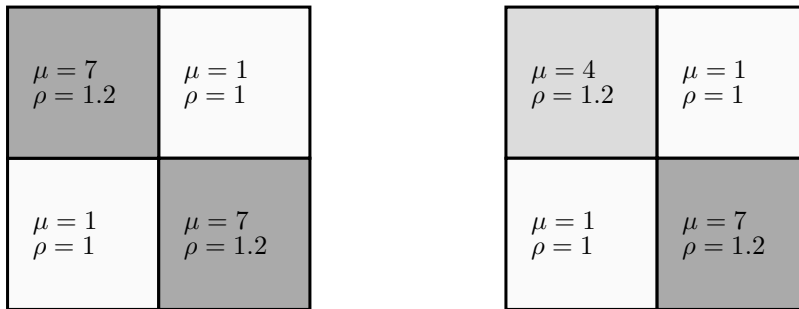 μ = 7
ρ = 1.2
μ = 1
ρ = 1
μ = 1
ρ = 1
μ = 7
ρ = 1.2
μ = 4
ρ = 1.2
μ = 1
ρ = 1
μ = 1
ρ = 1
μ = 7
ρ = 1.2